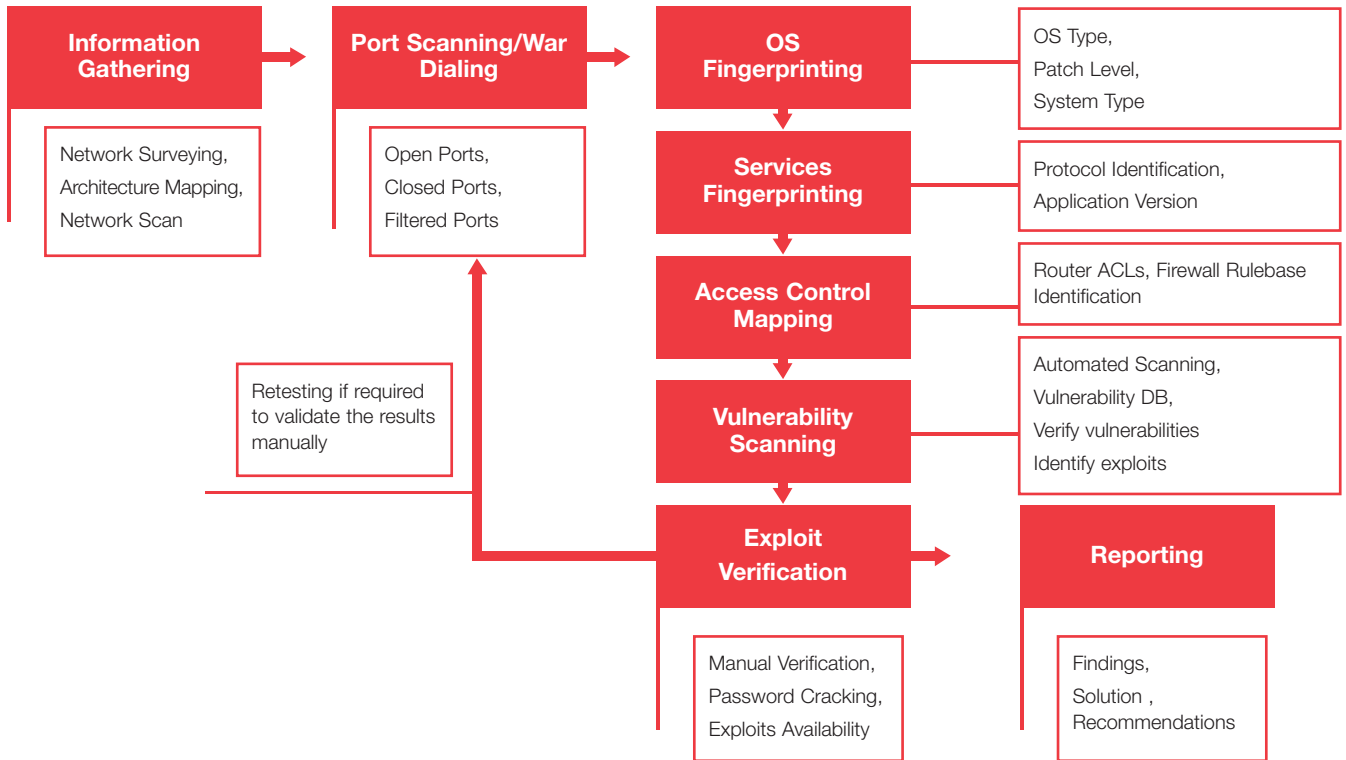 Information
Gathering
Network Surveying,
Architecture Mapping,
Network Scan
Port Scanning/War
Dialing
Open Ports,
Closed Ports,
Filtered Ports
OS
Fingerprinting
OS Type,
Patch Level,
System Type
Services
Fingerprinting
Protocol Identification,
Application Version
Access Control
Mapping
Router ACLs, Firewall Rulebase
Identification
Retesting if required
to validate the results
manually
Vulnerability
Scanning
Automated Scanning,
Vulnerability DB,
Verify vulnerabilities
Identify exploits
Exploit
Verification
Manual Verification,
Password Cracking,
Exploits Availability
Reporting
Findings,
Solution ,
Recommendations